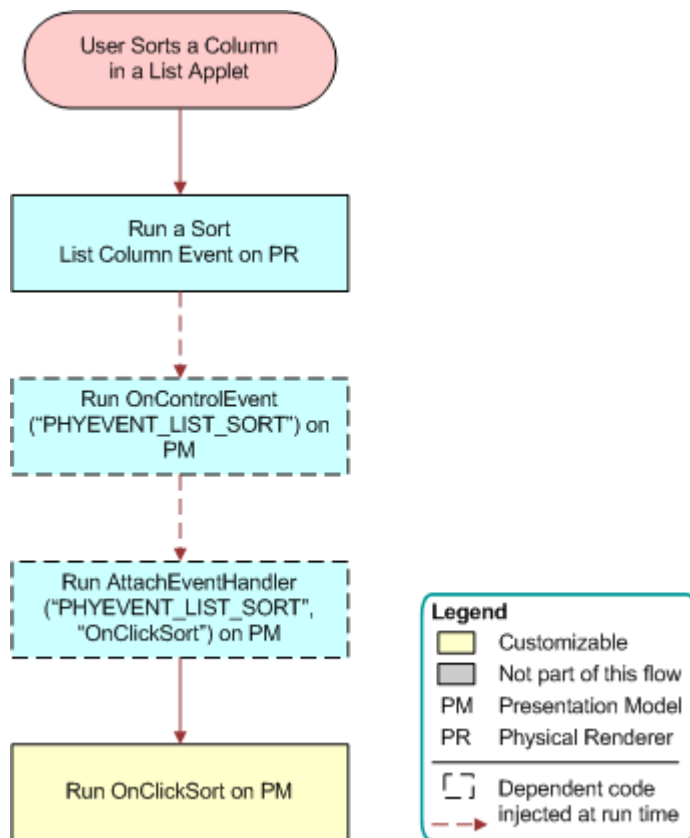 User Sorts a Column
in a List Applet
Run a Sort
List Column Event on PR
Run OnControlEvent
(“PHYEVENT_LIST_SORT”) on
PM
Run AttachEventHandler
(“PHYEVENT_LIST_SORT”,
“OnClickSort”) on PM
Run OnClickSort on PM
Legend
Customizable
Not part of this flow
PM Presentation Model
PR Physical Renderer
Dependent code
injected at run time